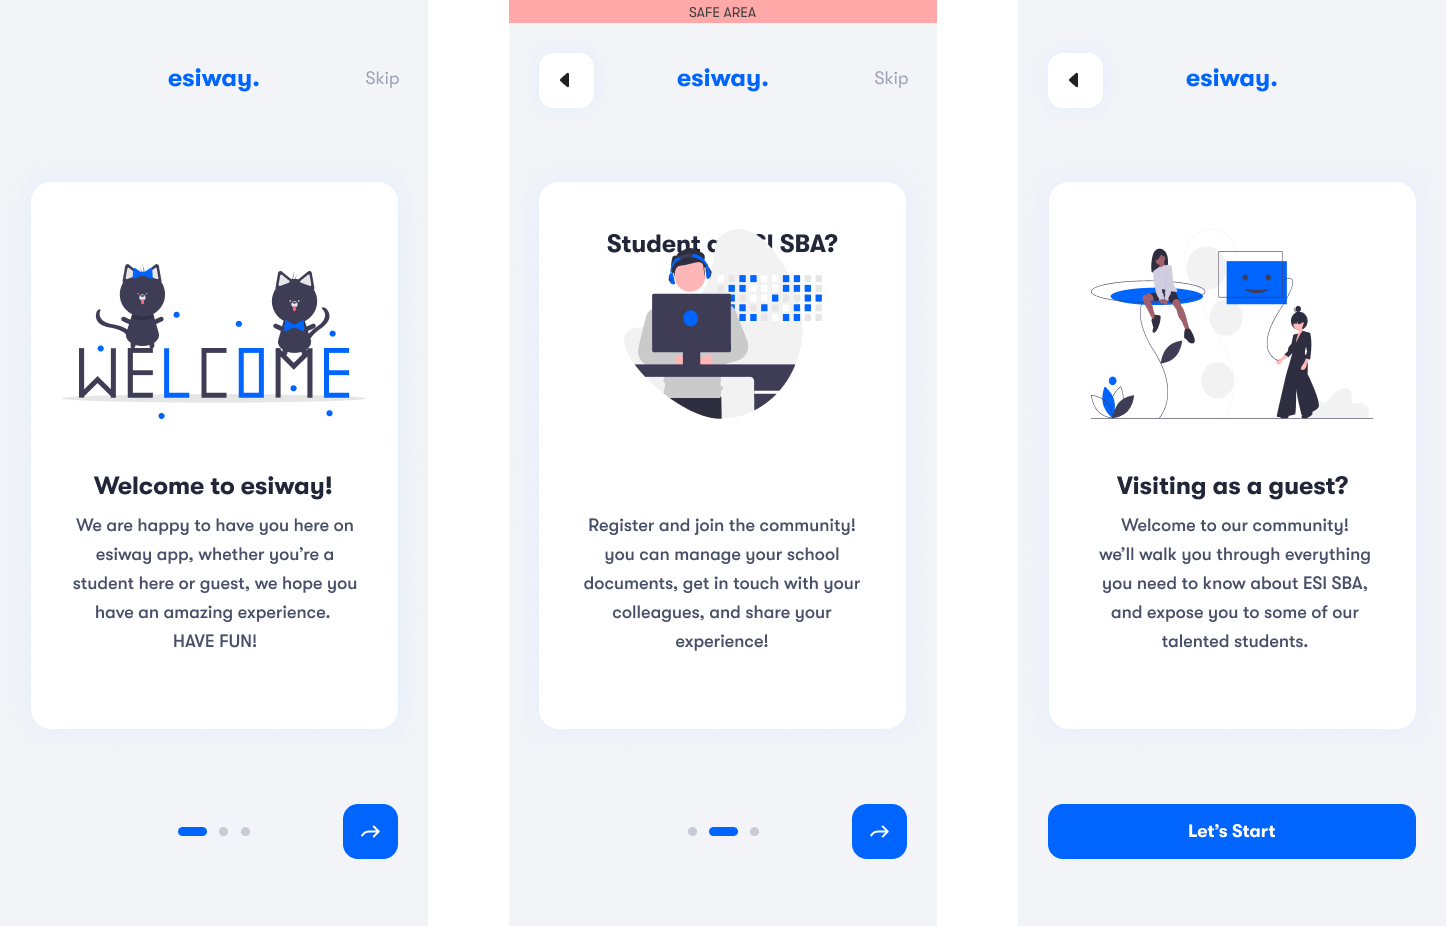 esiway.
Skip
WELCOME
Welcome to esiway!
We are happy to have you here on
esiway app, whether you’re a
student here or guest, we hope you
have an amazing experience.
HAVE FUN!
SAFE AREA
esiway.
Skip
Student SBA?
Register and join the community!
you can manage your school
documents, get in touch with your
colleagues, and share your
experience!
esiway.
Visiting as a guest?
Welcome to our community!
we’ll walk you through everything
you need to know about ESI SBA,
and expose you to some of our
talented students.
Let’s Start